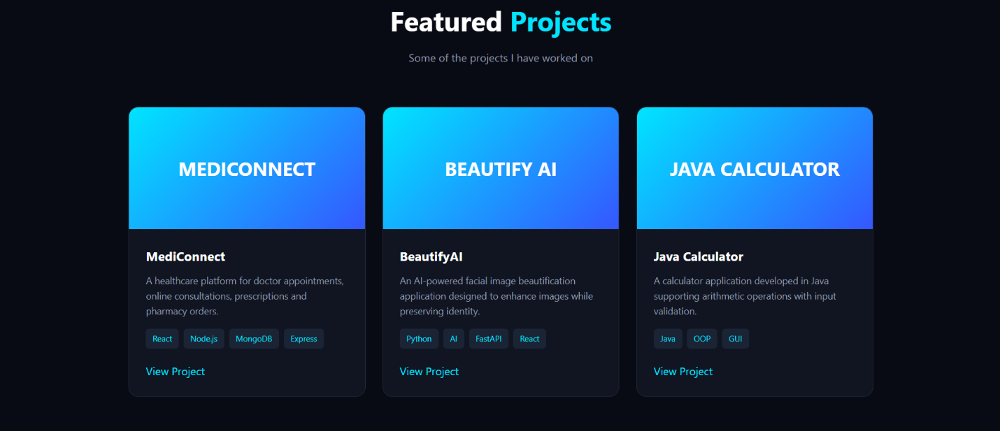 Featured Projects
Some of the projects I have worked on
MEDICONNECT
MediConnect
A healthcare platform for doctor appointments,
online consultations, prescriptions and
pharmacy orders.
React Node.js MongoDB Express
View Project
BEAUTIFY AI
BeautifyAI
An AI-powered facial image beautification
application designed to enhance images while
preserving identity.
Python AI FastAPI React
View Project
JAVA CALCULATOR
Java Calculator
A calculator application developed in Java
supporting arithmetic operations with input
validation.
Java OOP GUI
View Project